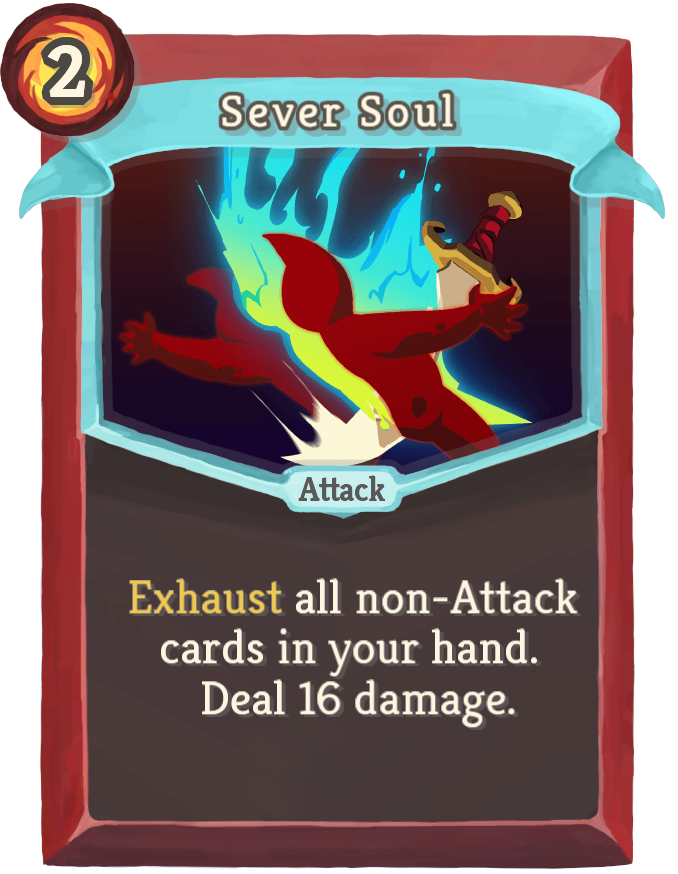 2
Sever Soul
Attack
Exhaust all non-Attack
cards in your hand.
Deal 16 damage.